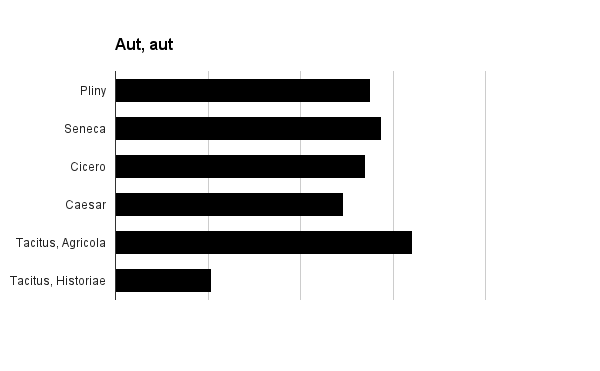 Aut, aut
Pliny
Seneca
Cicero
Caesar
Tacitus, Agricola
Tacitus, Historiae